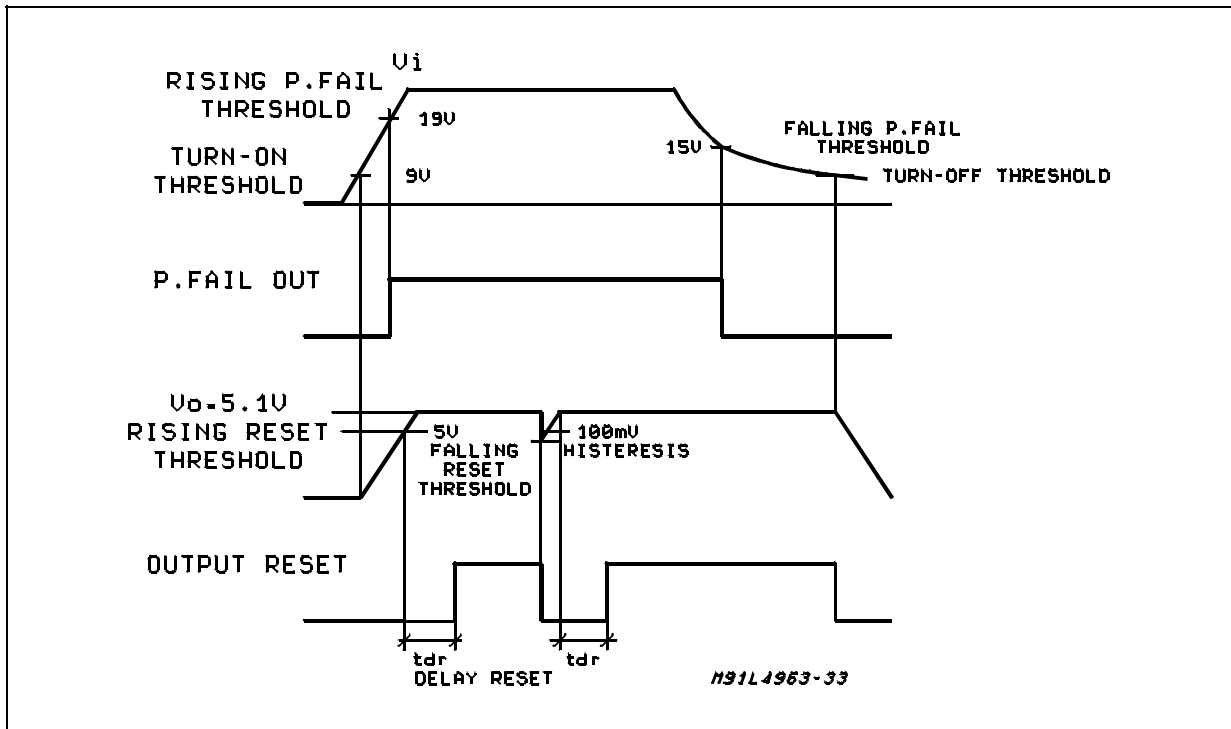 Vi
RISING P.FAIL
THRESHOLD
19V
TURN-ON
THRESHOLD
9V
15V
FALLING P.FAIL
THRESHOLD
TURN-OFF THRESHOLD
P.FAIL OUT
Vo=5.1V
RISING RESET
THRESHOLD
5V
FALLING
RESET
THRESHOLD
100mV
HISTERESIS
OUTPUT RESET
tdr
DELAY RESET
tdr
M91L4963-33